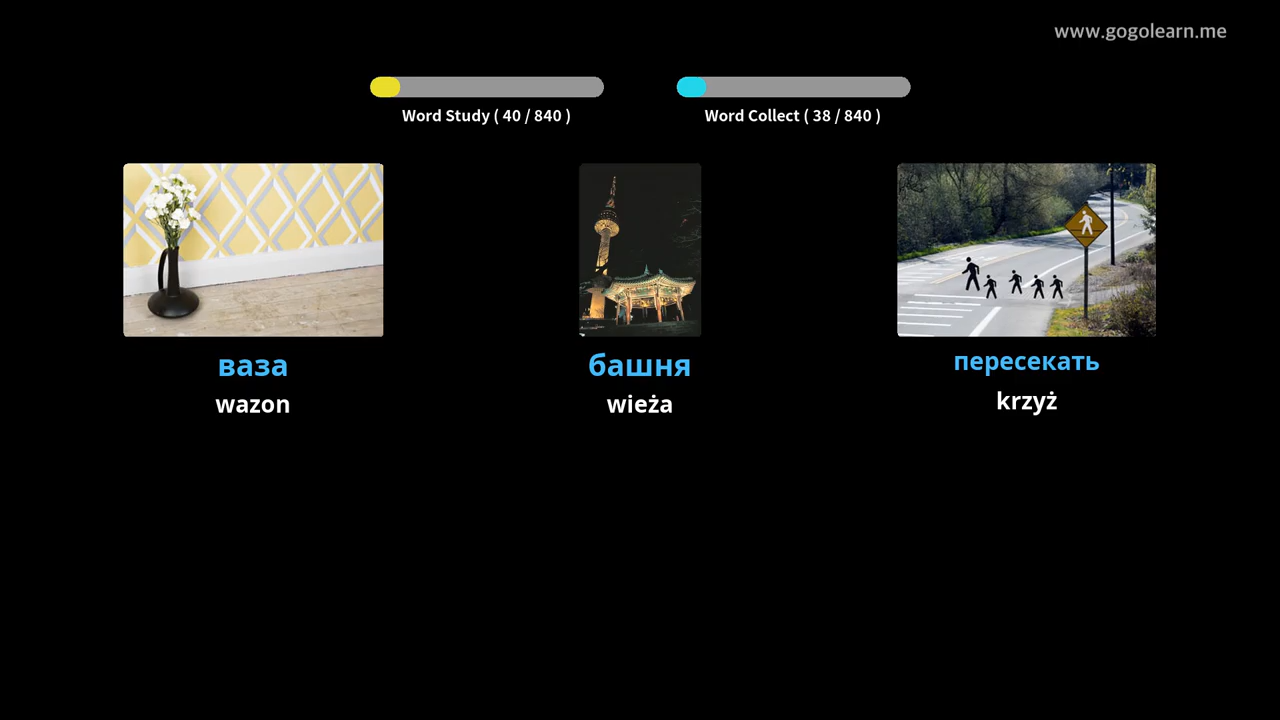 www.gogolearn.me
Word Study ( 40 / 840 )
Word Collect ( 38 / 840 )
ваза
wazon
башня
wieża
пересекать
krzyż